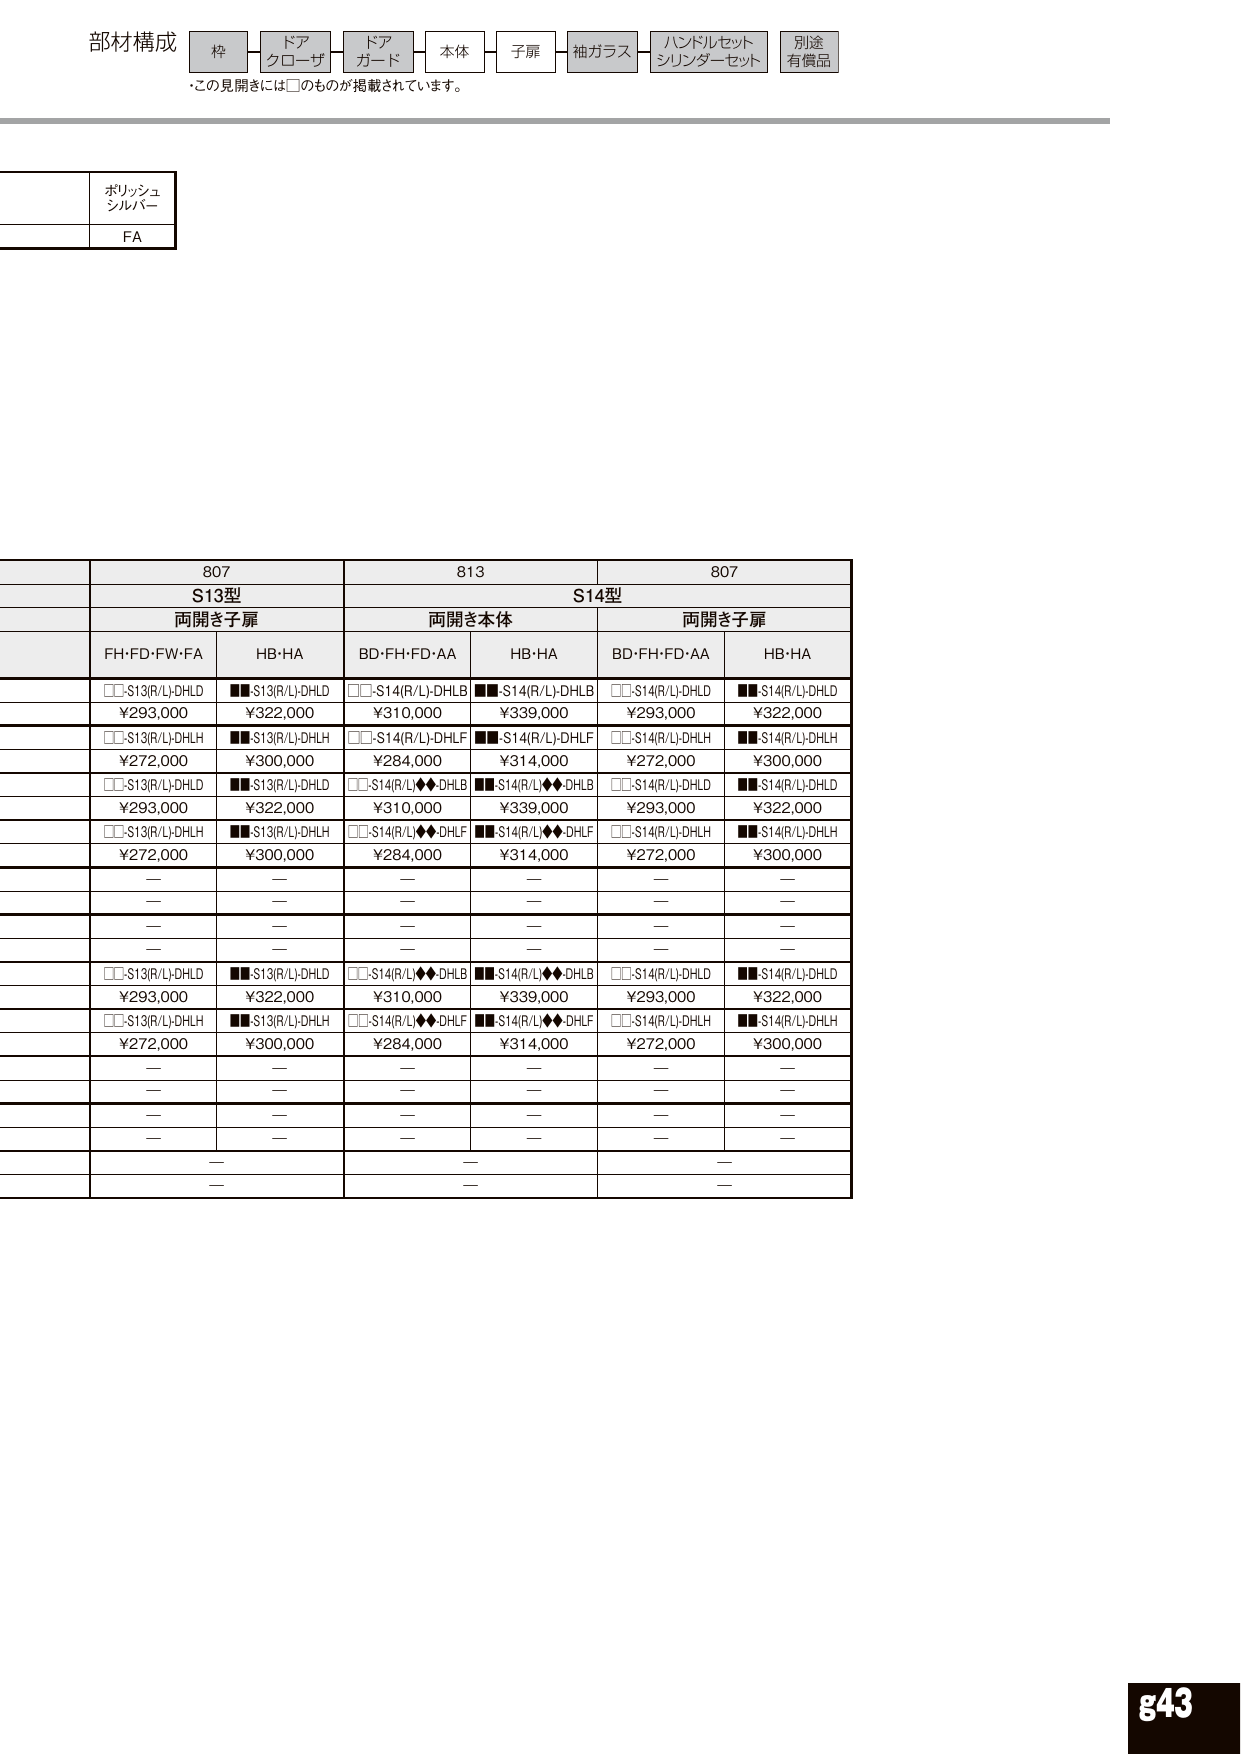 部材構成 枠 ドアクローザ ドアガード 本体 子扉 袖ガラス ハンドルセットシリンダーセット 別途有償品
・この見開きには□のものが掲載されています。
ポリッシュ
シルバー
FA
807 813 807
S13型 S14型
両開き子扉 両開き本体 両開き子扉
FH・FD・FW・FA HB・HA BD・FH・FD・AA HB・HA BD・FH・FD・AA HB・HA
□□-S13(R/L)-DHLD ■■-S13(R/L)-DHLD □□-S14(R/L)-DHLB ■■-S14(R/L)-DHLB □□-S14(R/L)-DHLD ■■-S14(R/L)-DHLD
¥293,000 ¥322,000 ¥310,000 ¥339,000 ¥293,000 ¥322,000
□□-S13(R/L)-DHLH ■■-S13(R/L)-DHLH □□-S14(R/L)-DHLF ■■-S14(R/L)-DHLF □□-S14(R/L)-DHLH ■■-S14(R/L)-DHLH
¥272,000 ¥300,000 ¥284,000 ¥314,000 ¥272,000 ¥300,000
□□-S13(R/L)-DHLD ■■-S13(R/L)-DHLD □□-S14(R/L)◆◆-DHLB ■■-S14(R/L)◆◆-DHLB □□-S14(R/L)-DHLD ■■-S14(R/L)-DHLD
¥293,000 ¥322,000 ¥310,000 ¥339,000 ¥293,000 ¥322,000
□□-S13(R/L)-DHLH ■■-S13(R/L)-DHLH □□-S14(R/L)◆◆-DHLF ■■-S14(R/L)◆◆-DHLF □□-S14(R/L)-DHLH ■■-S14(R/L)-DHLH
¥272,000 ¥300,000 ¥284,000 ¥314,000 ¥272,000 ¥300,000
— — — — — —
— — — — — —
— — — — — —
— — — — — —
□□-S13(R/L)-DHLD ■■-S13(R/L)-DHLD □□-S14(R/L)◆◆-DHLB ■■-S14(R/L)◆◆-DHLB □□-S14(R/L)-DHLD ■■-S14(R/L)-DHLD
¥293,000 ¥322,000 ¥310,000 ¥339,000 ¥293,000 ¥322,000
□□-S13(R/L)-DHLH ■■-S13(R/L)-DHLH □□-S14(R/L)◆◆-DHLF ■■-S14(R/L)◆◆-DHLF □□-S14(R/L)-DHLH ■■-S14(R/L)-DHLH
¥272,000 ¥300,000 ¥284,000 ¥314,000 ¥272,000 ¥300,000
— — — — — —
— — — — — —
— — — — — —
— — — — — —
— — —
— — —
g43